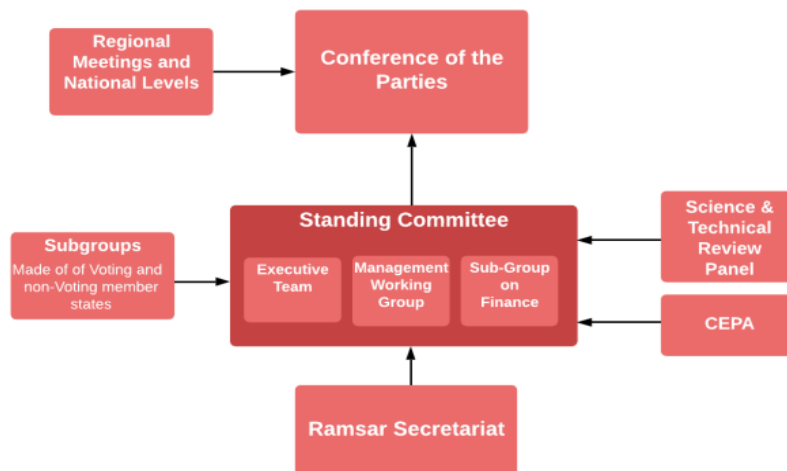 Regional
Meetings and
National Levels
Conference of the
Parties
Standing Committee
Executive
Team
Management
Working
Group
Sub-Group
on
Finance
Subgroups
Made of of Voting and
non-Voting member
states
Science &
Technical
Review
Panel
CEPA
Ramsar Secretariat